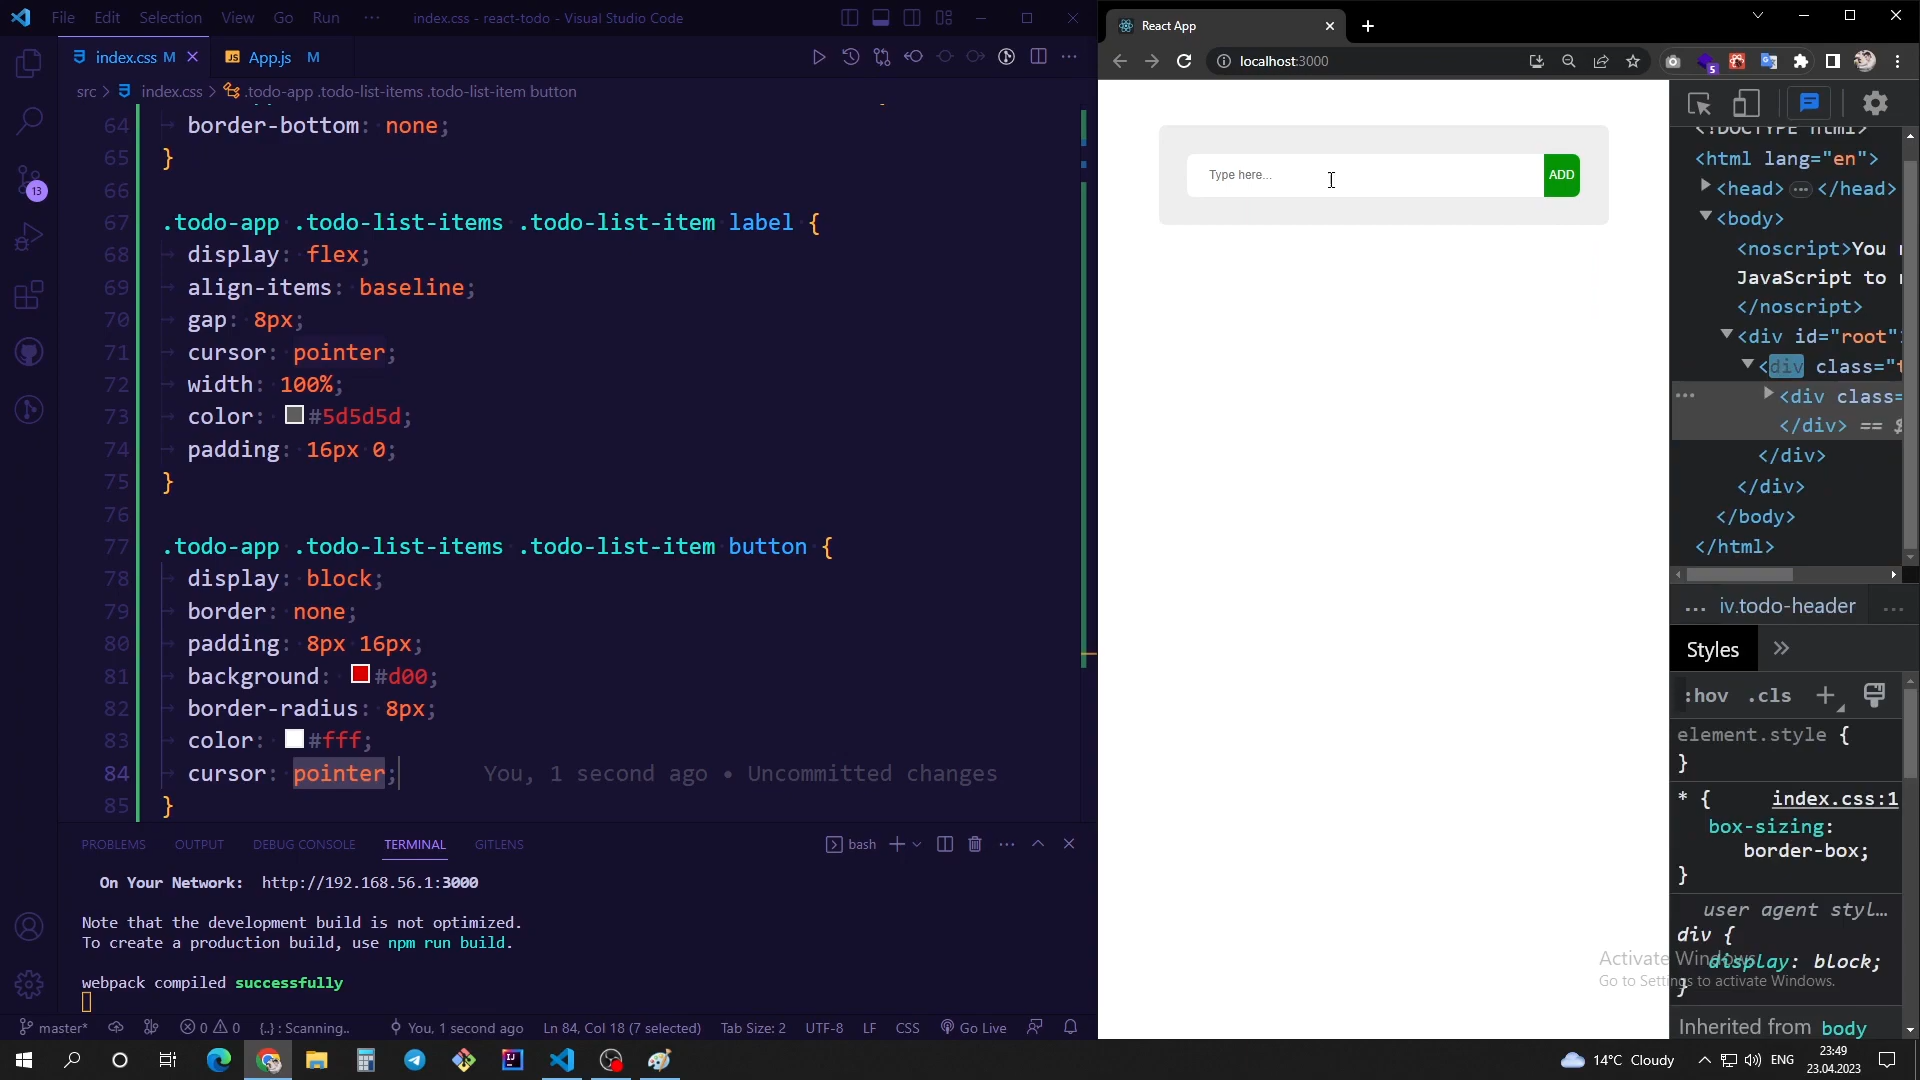 File Edit Selection View Go Run ··· index.css - react-todo - Visual Studio Code
index.css M
JS App.js M
src > index.css > .todo-app .todo-list-items .todo-list-item button
64 border-bottom: none;
65 }
66
67 .todo-app .todo-list-items .todo-list-item label {
68 display: flex;
69 align-items: baseline;
70 gap: 8px;
71 cursor: pointer;
72 width: 100%;
73 color: #5d5d5d;
74 padding: 16px 0;
75 }
76
77 .todo-app .todo-list-items .todo-list-item button {
78 display: block;
79 border: none;
80 padding: 8px 16px;
81 background: #d00;
82 border-radius: 8px;
83 color: #fff;
84 cursor: pointer; You, 1 second ago • Uncommitted changes
85 }
13
PROBLEMS OUTPUT DEBUG CONSOLE TERMINAL GITLENS
bash
On Your Network: http://192.168.56.1:3000
Note that the development build is not optimized.
To create a production build, use npm run build.
webpack compiled successfully
master* 0 0 {..} : Scanning.. You, 1 second ago Ln 84, Col 18 (7 selected) Tab Size: 2 UTF-8 LF CSS Go Live
React App
localhost:3000
5
Type here...
ADD
<!DOCTYPE html>
<html lang="en">
<head> ··· </head>
<body>
<noscript>You
JavaScript to
</noscript>
<div id="root"
<div class="
<div class=
</div> ==
</div>
</div>
</body>
</html>
... iv.todo-header ...
Styles
:hov .cls
element.style {
}
* { index.css:1
box-sizing:
border-box;
}
user agent styl…
div {
display: block;
}
Inherited from body
Activate Windows
Go to Settings to activate Windows.
14°C Cloudy
ENG
23:49
23.04.2023